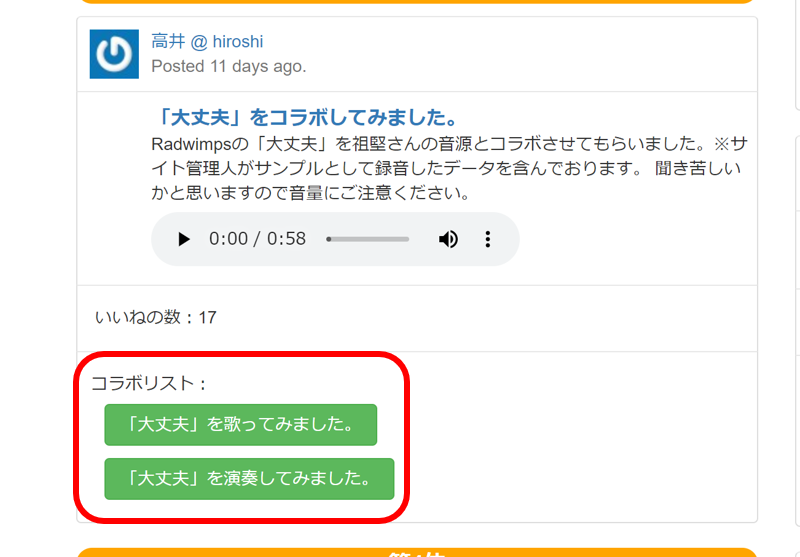 高井 @ hiroshi
Posted 11 days ago.
「大丈夫」をコラボしてみました。
Radwimpsの「大丈夫」を祖堅さんの音源とコラボさせてもらいました。※サ
イト管理人がサンプルとして録音したデータを含んでおります。 聞き苦しい
かと思いますので音量にご注意ください。
0:00 / 0:58
いいねの数：17
コラボリスト：
「大丈夫」を歌ってみました。
「大丈夫」を演奏してみました。